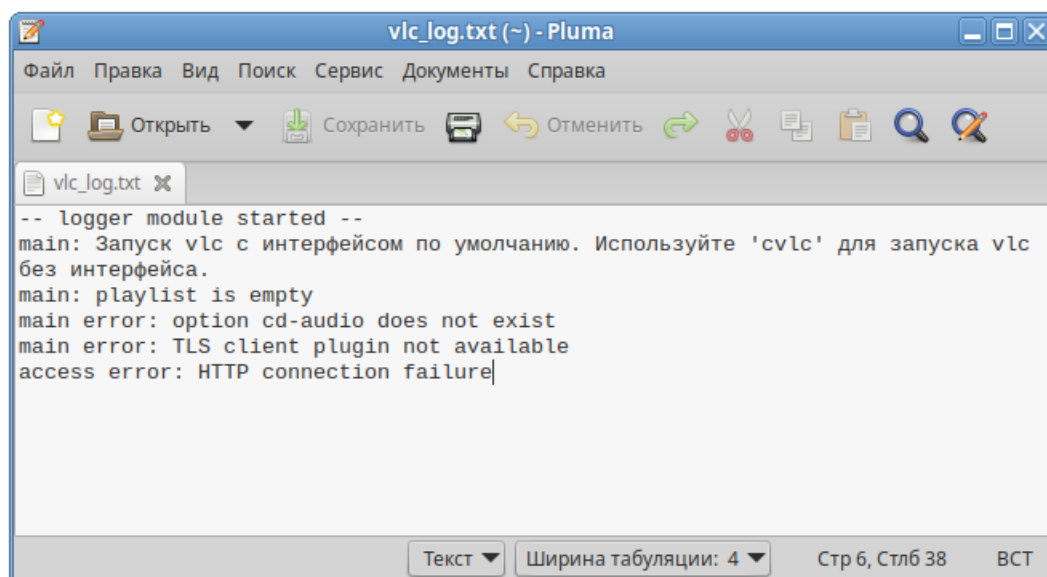 vlc_log.txt (~) - Pluma
Файл Правка Вид Поиск Сервис Документы Справка
Открыть Сохранить Отменить
vlc_log.txt
-- logger module started --
main: Запуск vlc с интерфейсом по умолчанию. Используйте 'cvlc' для запуска vlc
без интерфейса.
main: playlist is empty
main error: option cd-audio does not exist
main error: TLS client plugin not available
access error: HTTP connection failure
Текст Ширина табуляции: 4 Стр 6, Стлб 38 ВСТ